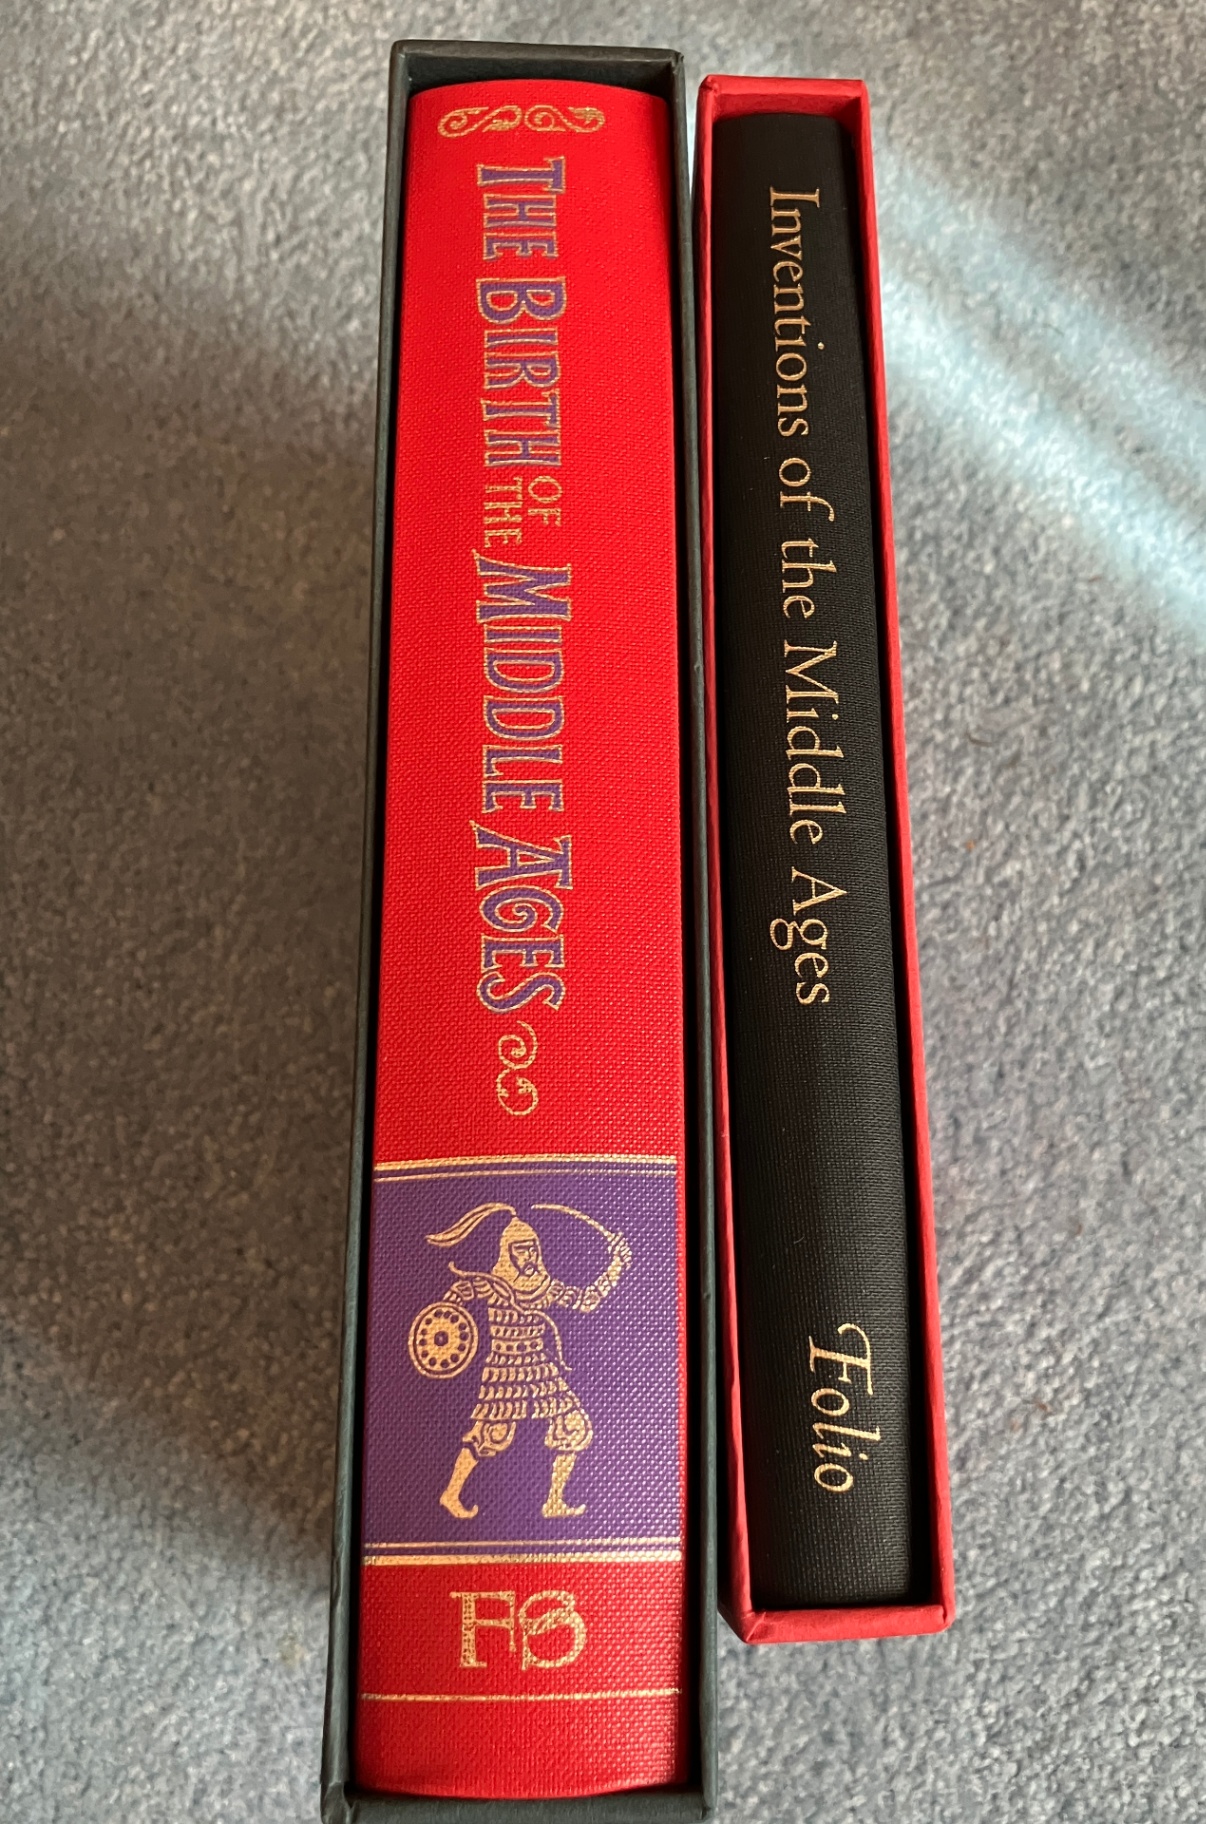 THE BIRTH OF THE MIDDLE AGES
FS
Inventions of the Middle Ages
Folio